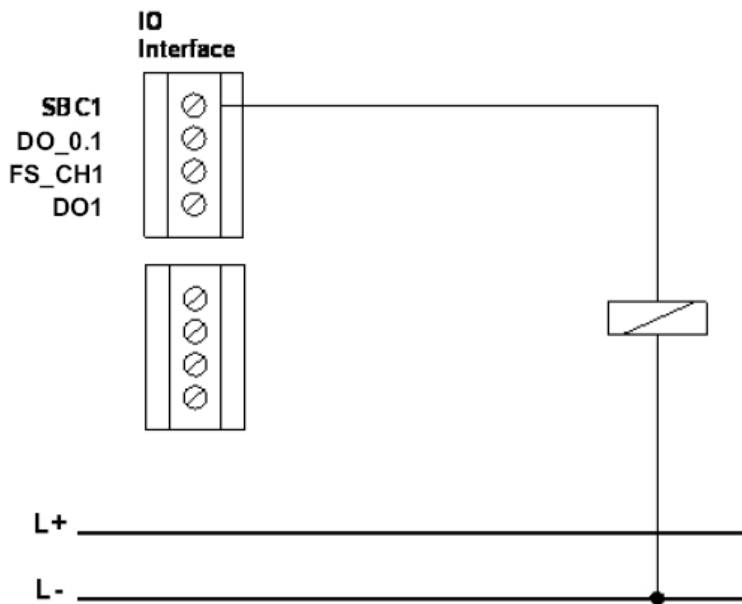 IO
Interface
SBC1
DO_0.1
FS_CH1
DO1
L+
L-